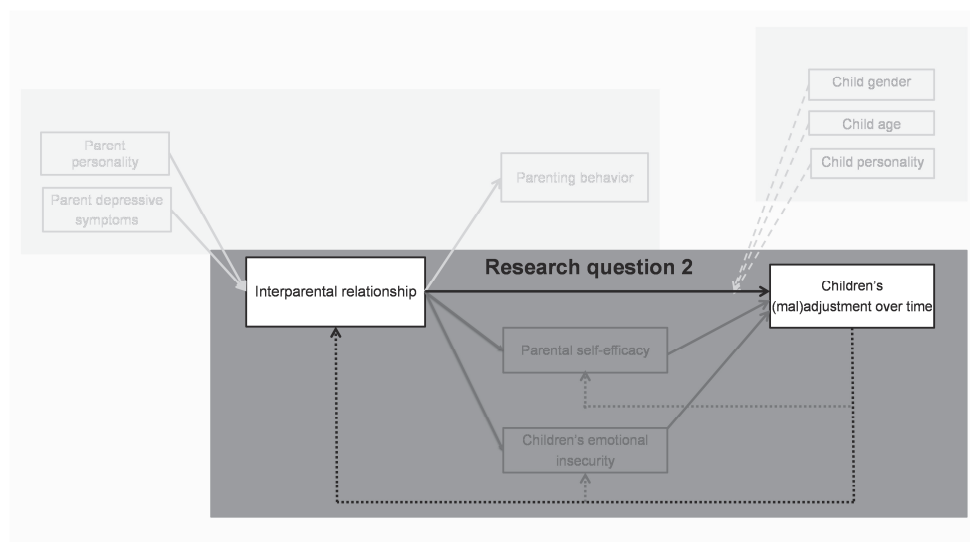 Child gender
Child age
Child personality
Parent
personality
Parent depressive
symptoms
Parenting behavior
Research question 2
Interparental relationship
Children's
(mal)adjustment over time
Parental self-efficacy
Children's emotional
insecurity